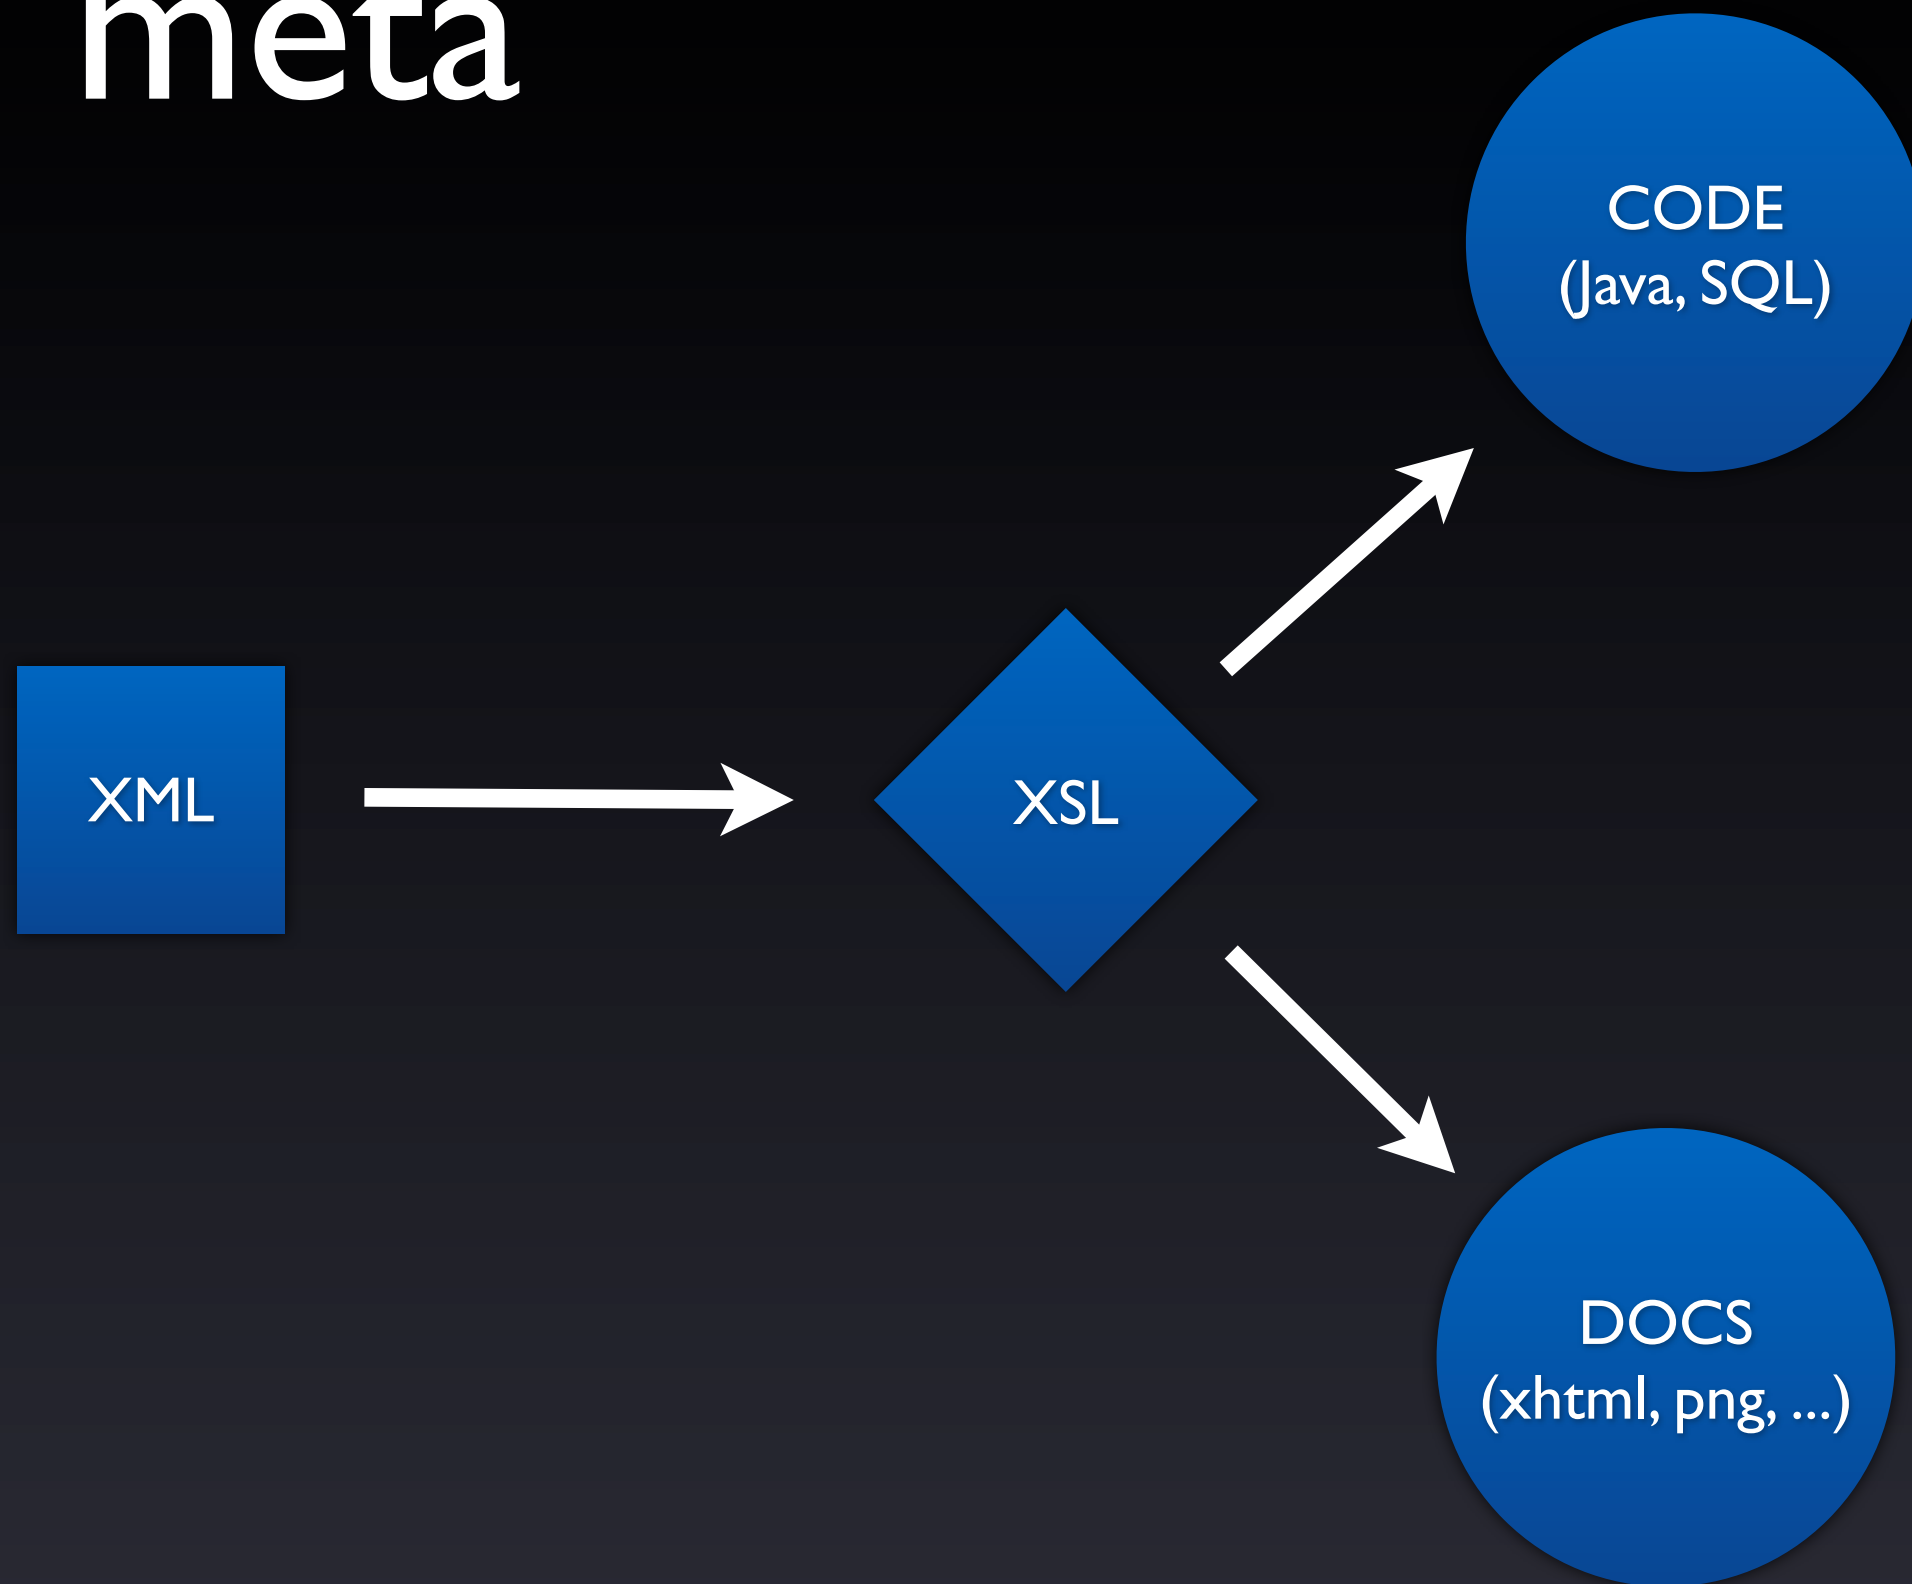 meta
CODE
(Java, SQL)
XML
XSL
DOCS
(xhtml, png, ...)